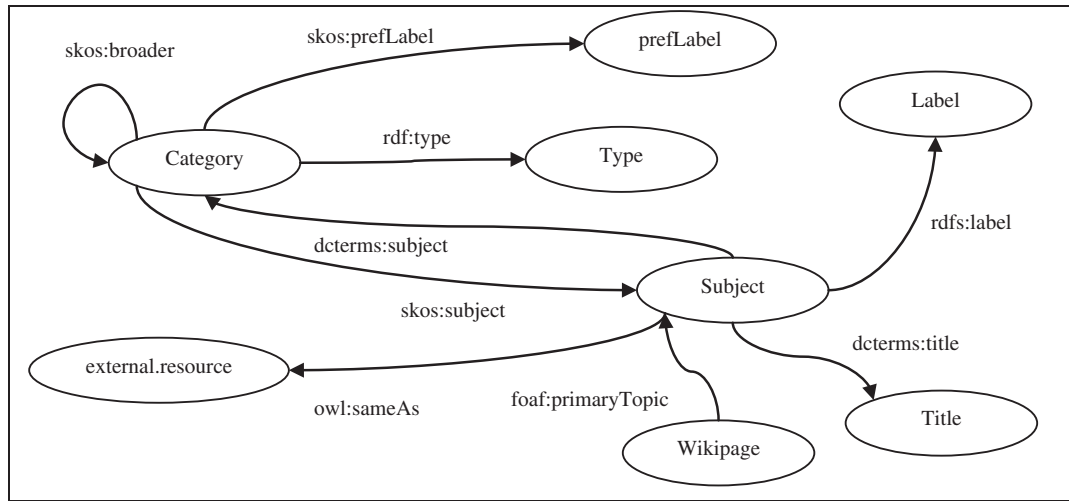 skos:broader
skos:prefLabel
prefLabel
Label
rdf:type
Category
Type
rdfs:label
dcterms:subject
Subject
skos:subject
dcterms:title
external.resource
foaf:primaryTopic
owl:sameAs
Title
Wikipage